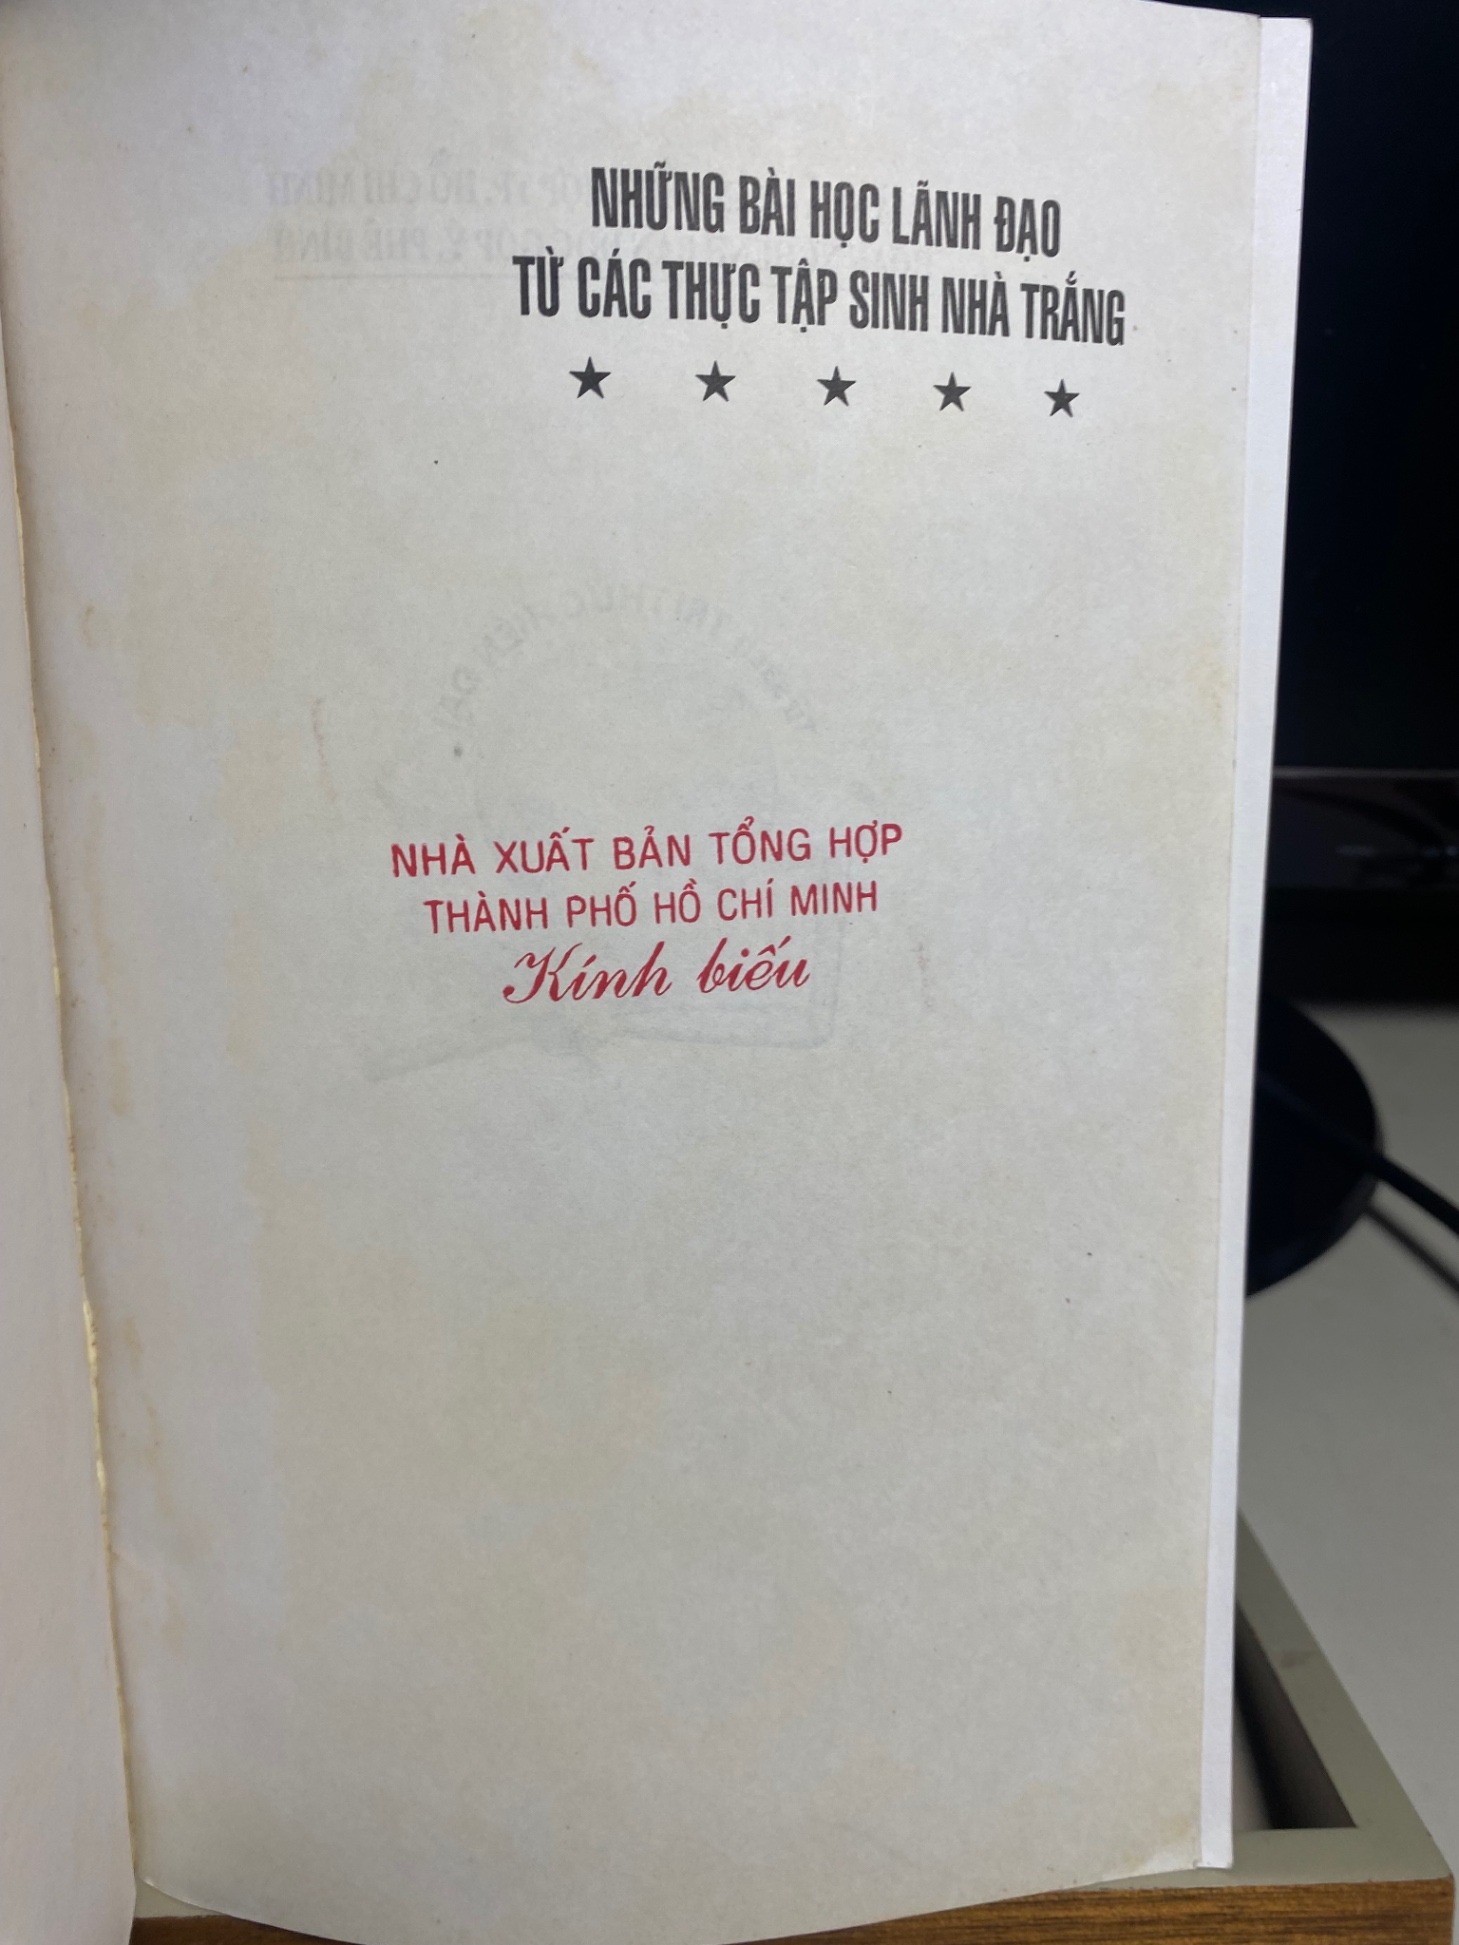 NHỮNG BÀI HỌC LÃNH ĐẠO
TỪ CÁC THỰC TẬP SINH NHÀ TRẮNG
★ ★ ★ ★ ★
NHÀ XUẤT BẢN TỔNG HỢP
THÀNH PHỐ HỒ CHÍ MINH
Kính biếu